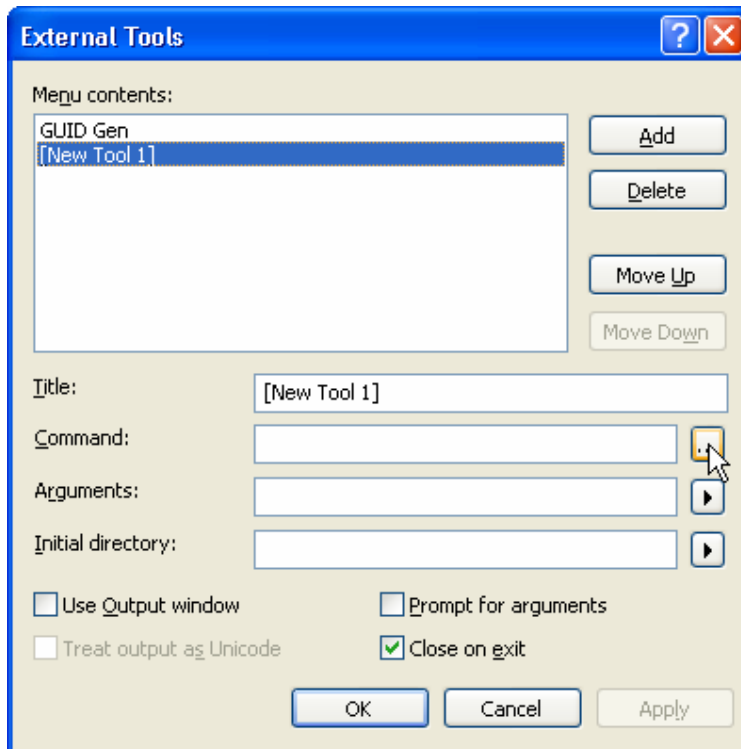 External Tools
Menu contents:
GUID Gen
[New Tool 1]
Add
Delete
Move Up
Move Down
Title:
[New Tool 1]
Command:
...
Arguments:
Initial directory:
Use Output window
Prompt for arguments
Treat output as Unicode
Close on exit
OK
Cancel
Apply